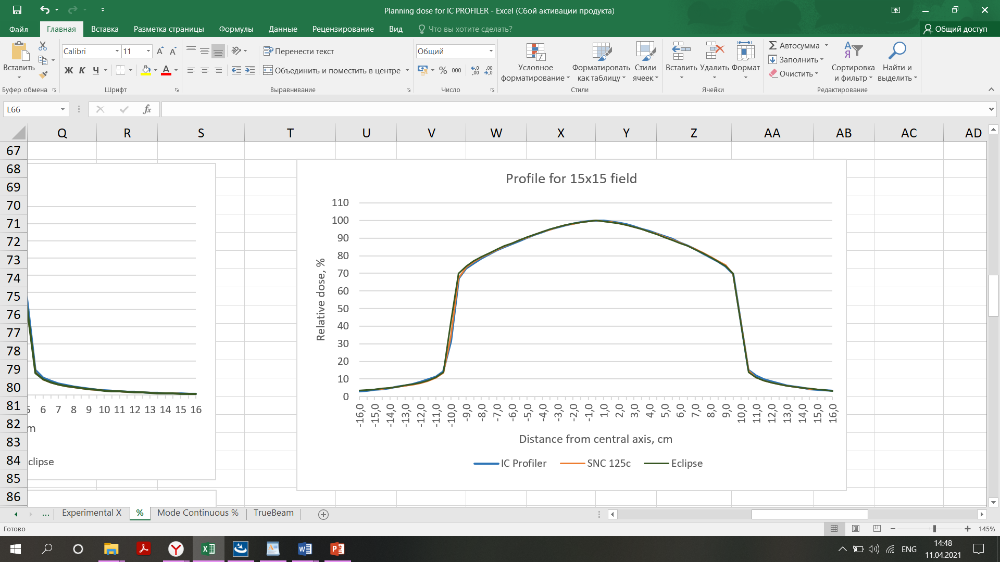 Planning dose for IC PROFILER - Excel (Сбой активации продукта)
Файл Главная Вставка Разметка страницы Формулы Данные Рецензирование Вид Что вы хотите сделать? Общий доступ
Вставить
Calibri 11
Ж К Ч
Перенести текст
Объединить и поместить в центре
Общий
% 000
Условное форматирование
Форматировать как таблицу
Стили ячеек
Вставить Удалить Формат
Автосумма
Заполнить
Очистить
Сортировка и фильтр
Найти и выделить
Буфер обмена Шрифт Выравнивание Число Стили Ячейки Редактирование
L66
fx
Q R S T U V W X Y Z AA AB AC AD
67
68
69
70
71
72
73
74
75
76
77
78
79
80
81
82
83
84
85
86
5 6 7 8 9 10 11 12 13 14 15 16
m
clipse
Profile for 15x15 field
110
100
90
80
70
60
50
40
30
20
10
0
Relative dose, %
-16,0 -15,0 -14,0 -13,0 -12,0 -11,0 -10,0 -9,0 -8,0 -7,0 -6,0 -5,0 -4,0 -3,0 -2,0 -1,0 1,0 2,0 3,0 4,0 5,0 6,0 7,0 8,0 9,0 10,0 11,0 12,0 13,0 14,0 15,0 16,0
Distance from central axis, cm
IC Profiler SNC 125c Eclipse
... Experimental X % Mode Continuous % TrueBeam
Готово
145%
ENG
14:48
11.04.2021